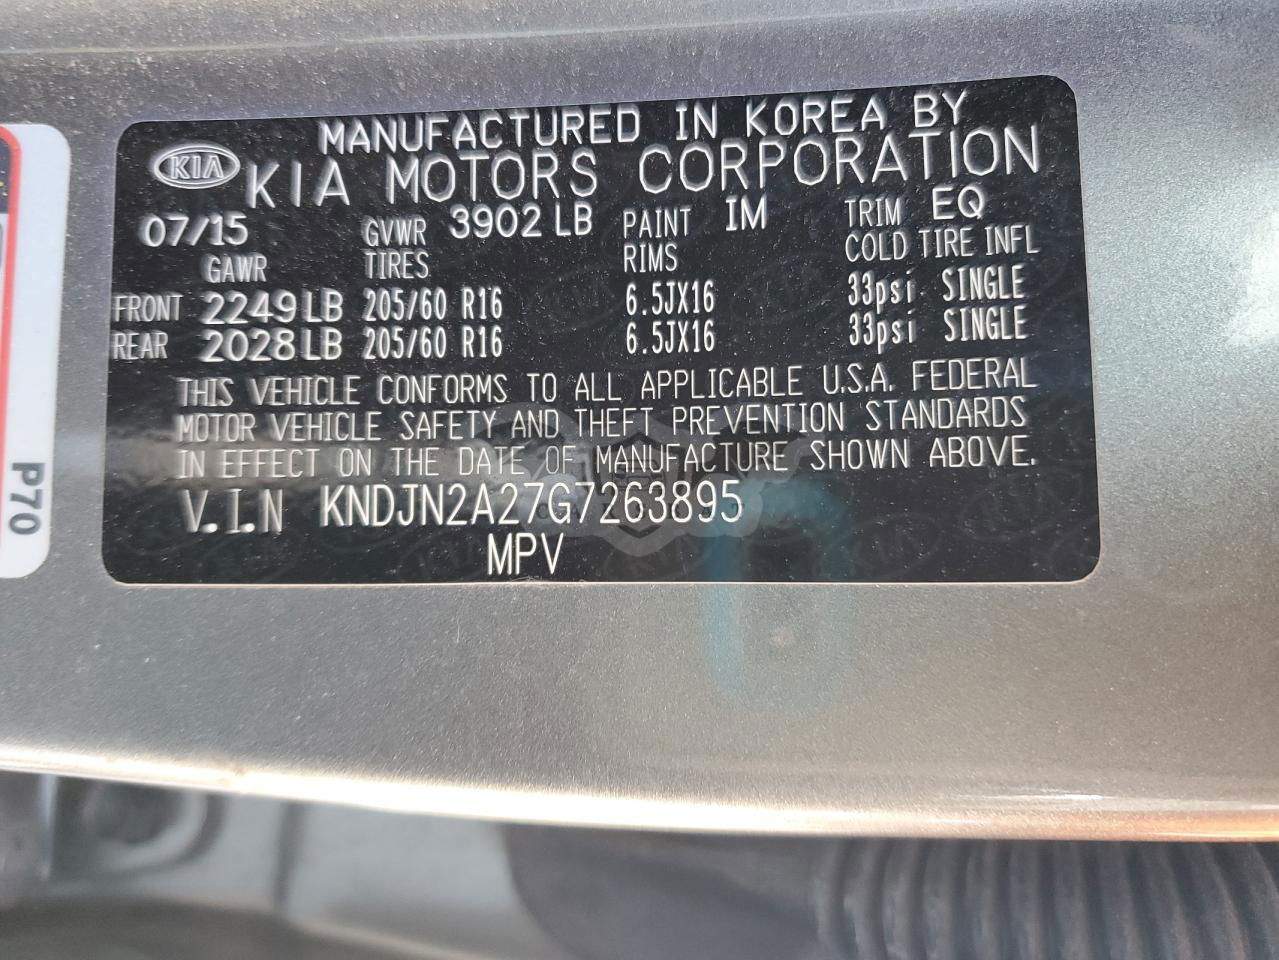 MANUFACTURED IN KOREA BY
KIA KIA MOTORS CORPORATION
07/15 GVWR 3902 LB PAINT IM TRIM EQ
GAWR TIRES RIMS COLD TIRE INFL
FRONT 2249 LB 205/60 R16 6.5JX16 33psi SINGLE
REAR 2028 LB 205/60 R16 6.5JX16 33psi SINGLE
THIS VEHICLE CONFORMS TO ALL APPLICABLE U.S.A. FEDERAL
MOTOR VEHICLE SAFETY AND THEFT PREVENTION STANDARDS
IN EFFECT ON THE DATE OF MANUFACTURE SHOWN ABOVE.
V.I.N KNDJN2A27G7263895
MPV
P70